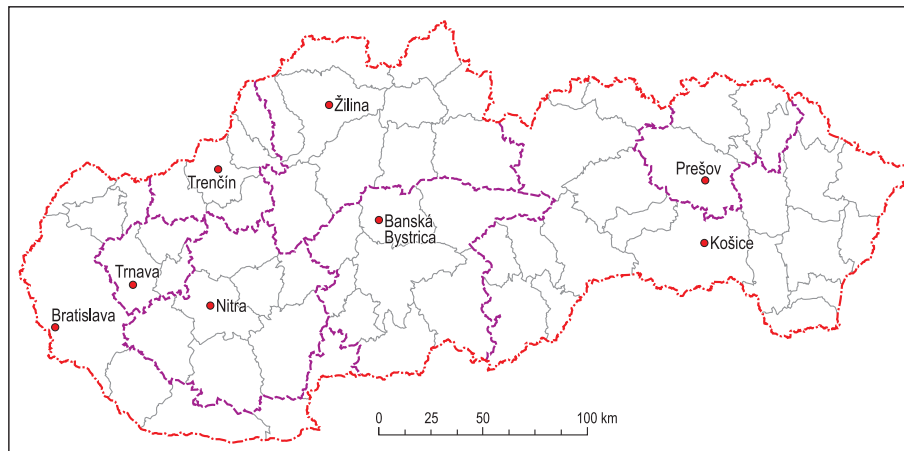 Žilina
Trenčín
Prešov
Banská
Bystrica
Košice
Trnava
Nitra
Bratislava
0 25 50 100 km